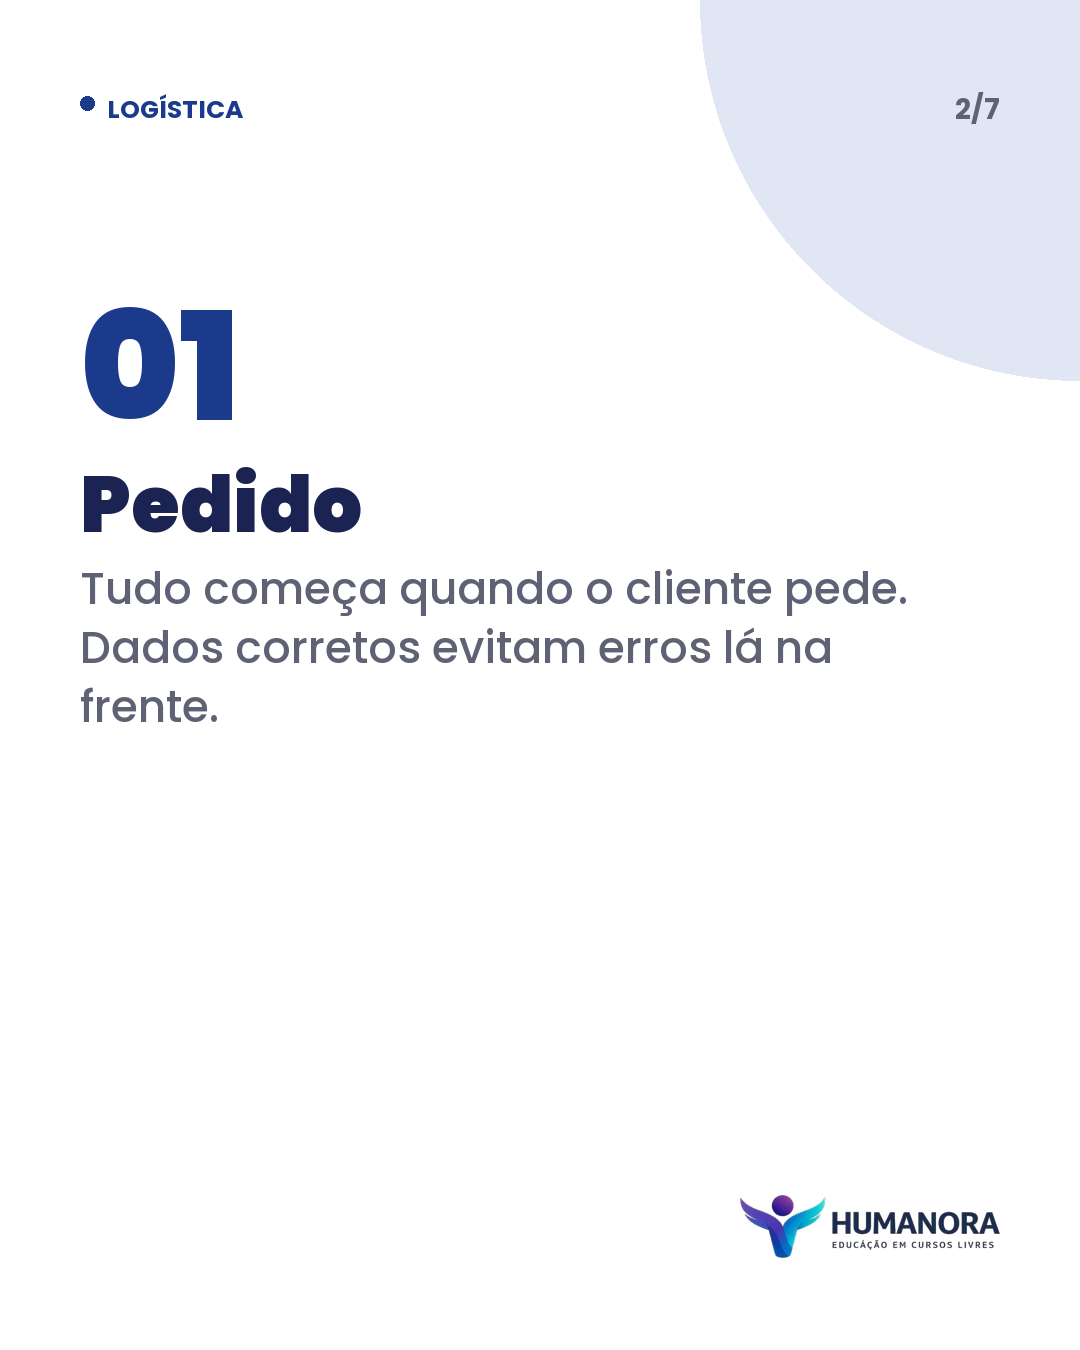 LOGÍSTICA
2/7
01
Pedido
Tudo começa quando o cliente pede.
Dados corretos evitam erros lá na
frente.
HUMANORA
EDUCÁÇÃO EM CURSOS LIVRES